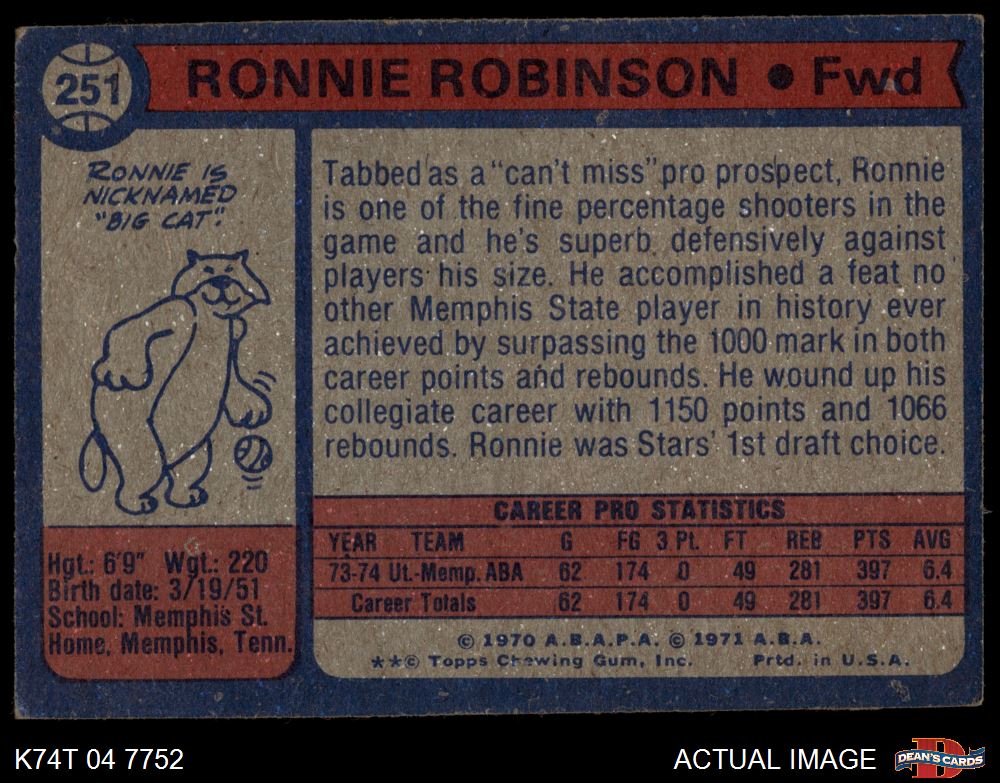 251
RONNIE ROBINSON • Fwd
RONNIE IS
NICKNAMED
"BIG CAT".
Tabbed as a "can't miss" pro prospect, Ronnie
is one of the fine percentage shooters in the
game and he's superb defensively against
players his size. He accomplished a feat no
other Memphis State player in history ever
achieved by surpassing the 1000 mark in both
career points and rebounds. He wound up his
collegiate career with 1150 points and 1066
rebounds. Ronnie was Stars' 1st draft choice.
Hgt.: 6'9" Wgt.: 220
Birth date: 3/19/51
School: Memphis St.
Home, Memphis, Tenn.
CAREER PRO STATISTICS
YEAR TEAM G FG 3 PL FT REB PTS AVG
73-74 Ut.-Memp. ABA 62 174 0 49 281 397 6.4
Career Totals 62 174 0 49 281 397 6.4
© 1970 A.B.A.P.A. © 1971 A.B.A.
**© Topps Chewing Gum, Inc. Prtd. in U.S.A.
K74T 04 7752
ACTUAL IMAGE
D
DEAN'S CARDS